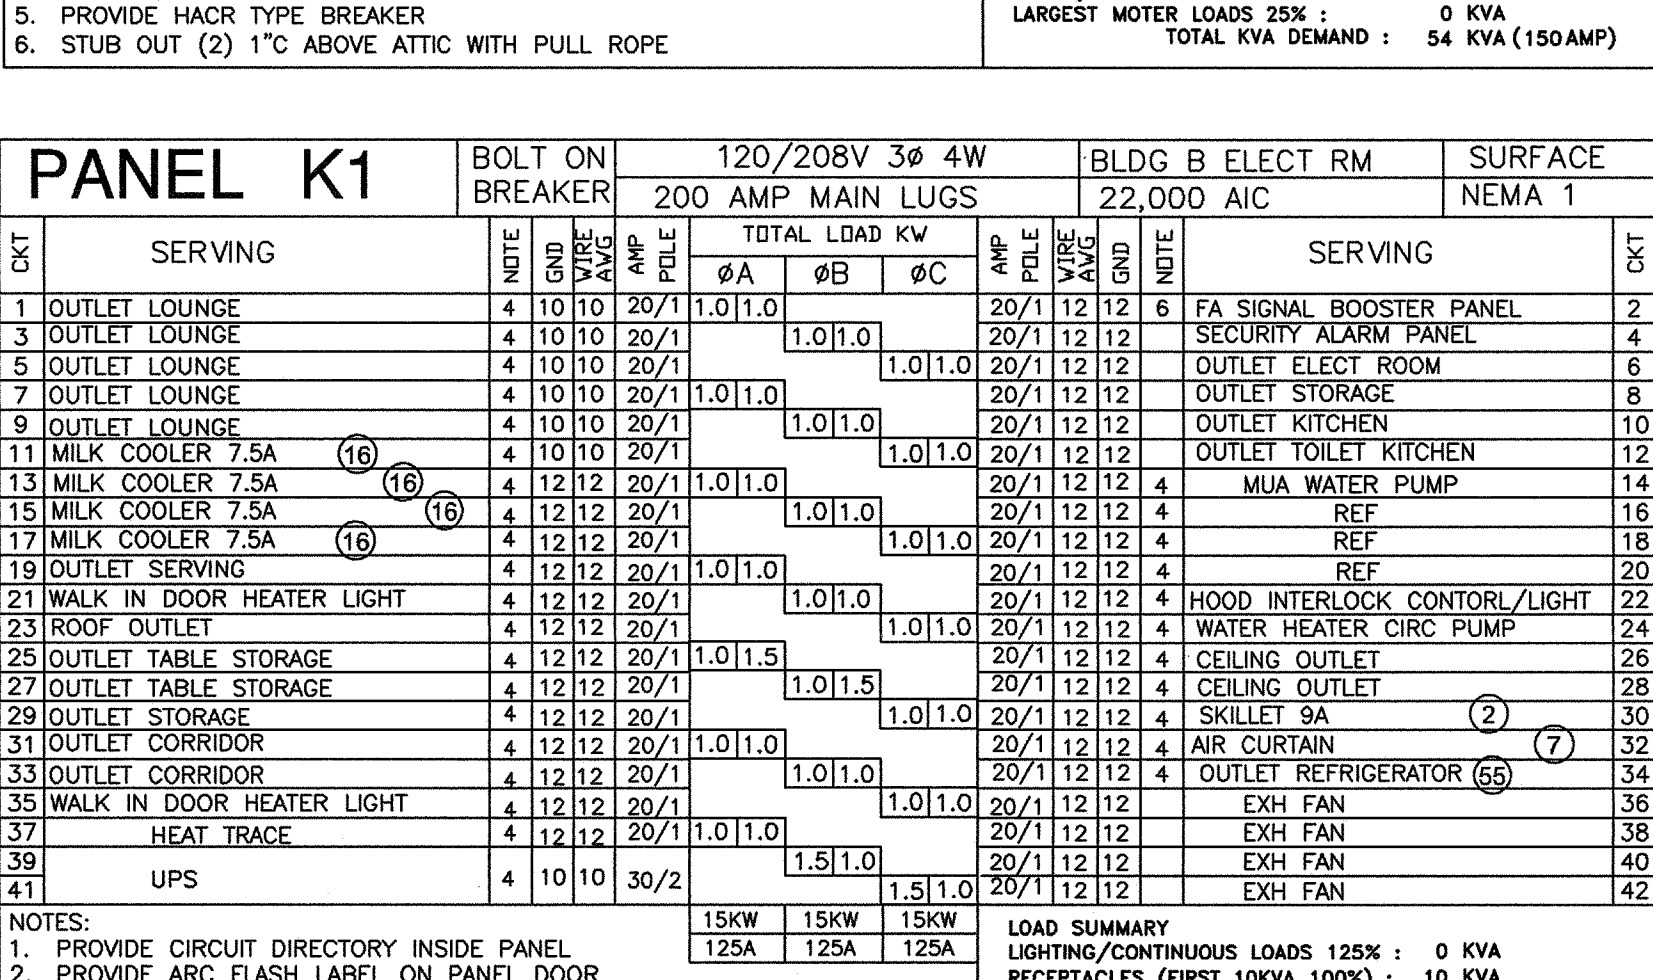 5. PROVIDE HACR TYPE BREAKER
6. STUB OUT (2) 1"C ABOVE ATTIC WITH PULL ROPE
LARGEST MOTER LOADS 25% : 0 KVA
TOTAL KVA DEMAND : 54 KVA (150AMP)
PANEL K1 BOLT ON BREAKER 120/208V 3ø 4W BLDG B ELECT RM SURFACE
200 AMP MAIN LUGS 22,000 AIC NEMA 1
CKT SERVING NOTE GND WIRE AWG AMP POLE TOTAL LOAD KW AMP POLE WIRE AWG GND NOTE SERVING CKT
øA øB øC
1 OUTLET LOUNGE 4 10 10 20/1 1.0 1.0 20/1 12 12 6 FA SIGNAL BOOSTER PANEL 2
3 OUTLET LOUNGE 4 10 10 20/1 1.0 1.0 20/1 12 12 SECURITY ALARM PANEL 4
5 OUTLET LOUNGE 4 10 10 20/1 1.0 1.0 20/1 12 12 OUTLET ELECT ROOM 6
7 OUTLET LOUNGE 4 10 10 20/1 1.0 1.0 20/1 12 12 OUTLET STORAGE 8
9 OUTLET LOUNGE 4 10 10 20/1 1.0 1.0 20/1 12 12 OUTLET KITCHEN 10
11 MILK COOLER 7.5A 16 4 10 10 20/1 1.0 1.0 20/1 12 12 OUTLET TOILET KITCHEN 12
13 MILK COOLER 7.5A 16 4 12 12 20/1 1.0 1.0 20/1 12 12 4 MUA WATER PUMP 14
15 MILK COOLER 7.5A 16 4 12 12 20/1 1.0 1.0 20/1 12 12 4 REF 16
17 MILK COOLER 7.5A 16 4 12 12 20/1 1.0 1.0 20/1 12 12 4 REF 18
19 OUTLET SERVING 4 12 12 20/1 1.0 1.0 20/1 12 12 4 REF 20
21 WALK IN DOOR HEATER LIGHT 4 12 12 20/1 1.0 1.0 20/1 12 12 4 HOOD INTERLOCK CONTORL/LIGHT 22
23 ROOF OUTLET 4 12 12 20/1 1.0 1.0 20/1 12 12 4 WATER HEATER CIRC PUMP 24
25 OUTLET TABLE STORAGE 4 12 12 20/1 1.0 1.5 20/1 12 12 4 CEILING OUTLET 26
27 OUTLET TABLE STORAGE 4 12 12 20/1 1.0 1.5 20/1 12 12 4 CEILING OUTLET 28
29 OUTLET STORAGE 4 12 12 20/1 1.0 1.0 20/1 12 12 4 SKILLET 9A 2 30
31 OUTLET CORRIDOR 4 12 12 20/1 1.0 1.0 20/1 12 12 4 AIR CURTAIN 7 32
33 OUTLET CORRIDOR 4 12 12 20/1 1.0 1.0 20/1 12 12 4 OUTLET REFRIGERATOR 55 34
35 WALK IN DOOR HEATER LIGHT 4 12 12 20/1 1.0 1.0 20/1 12 12 EXH FAN 36
37 HEAT TRACE 4 12 12 20/1 1.0 1.0 20/1 12 12 EXH FAN 38
39 1.5 1.0 20/1 12 12 EXH FAN 40
UPS 4 10 10 30/2
41 1.5 1.0 20/1 12 12 EXH FAN 42
NOTES: 15KW 15KW 15KW LOAD SUMMARY
1. PROVIDE CIRCUIT DIRECTORY INSIDE PANEL 125A 125A 125A LIGHTING/CONTINUOUS LOADS 125% : 0 KVA
2. PROVIDE ARC FLASH LABEL ON PANEL DOOR RECEPTACLES (FIRST 10KVA 100%) : 10 KVA